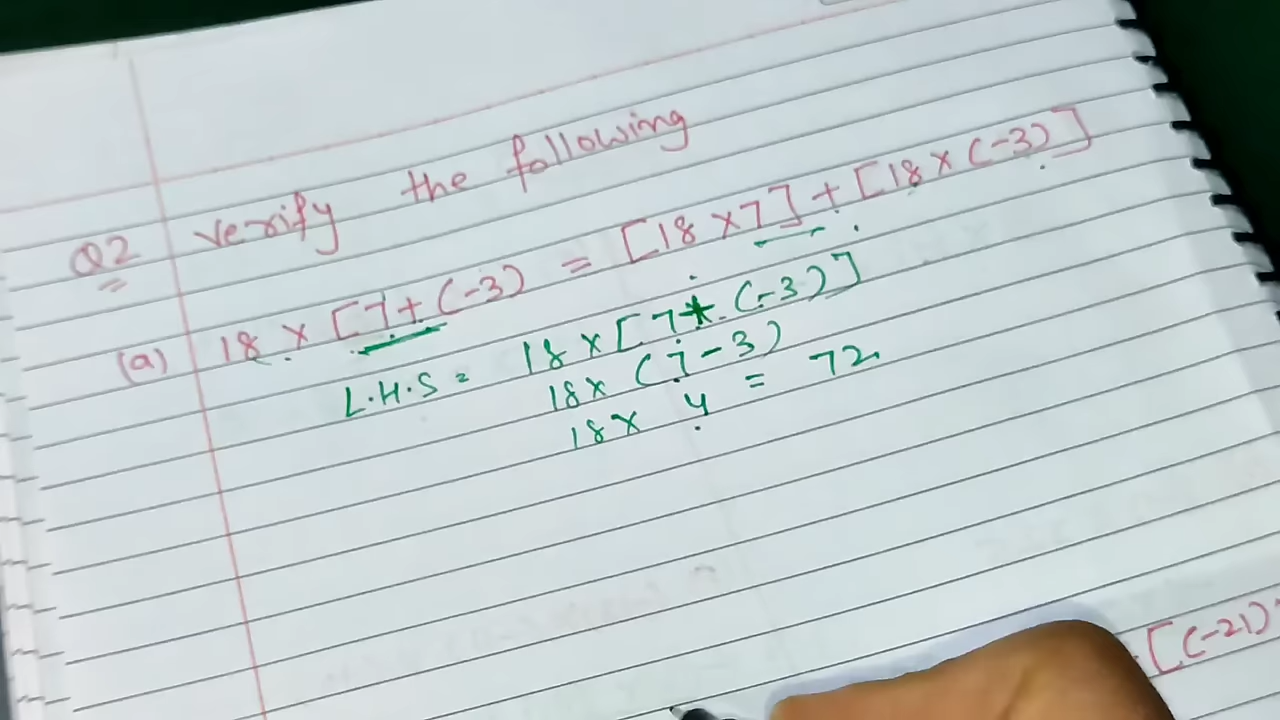 Q2 Verify the following
(a) 18 × [7+(-3) = [18 × 7] + [18 × (-3)]
L.H.S = 18 × [7+(-3)]
18 × (7-3)
18 × 4 = 72
[(-21)